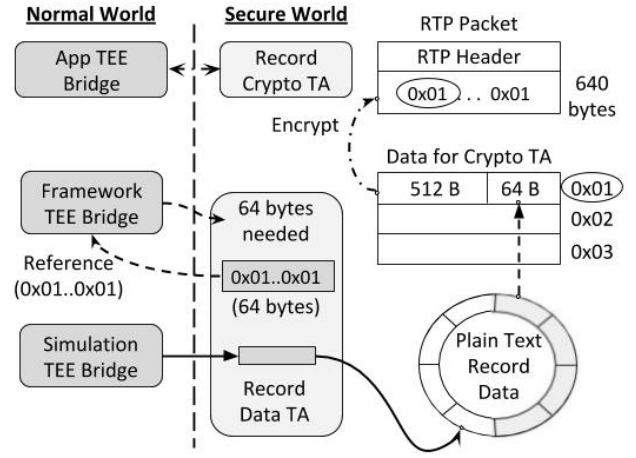 Normal World
Secure World
App TEE
Bridge
Record
Crypto TA
RTP Packet
RTP Header
0x01 . . . 0x01
640
bytes
Encrypt
Data for Crypto TA
512 B
64 B
0x01
0x02
0x03
Framework
TEE Bridge
64 bytes
needed
Reference
(0x01..0x01)
0x01..0x01
(64 bytes)
Simulation
TEE Bridge
Record
Data TA
Plain Text
Record
Data